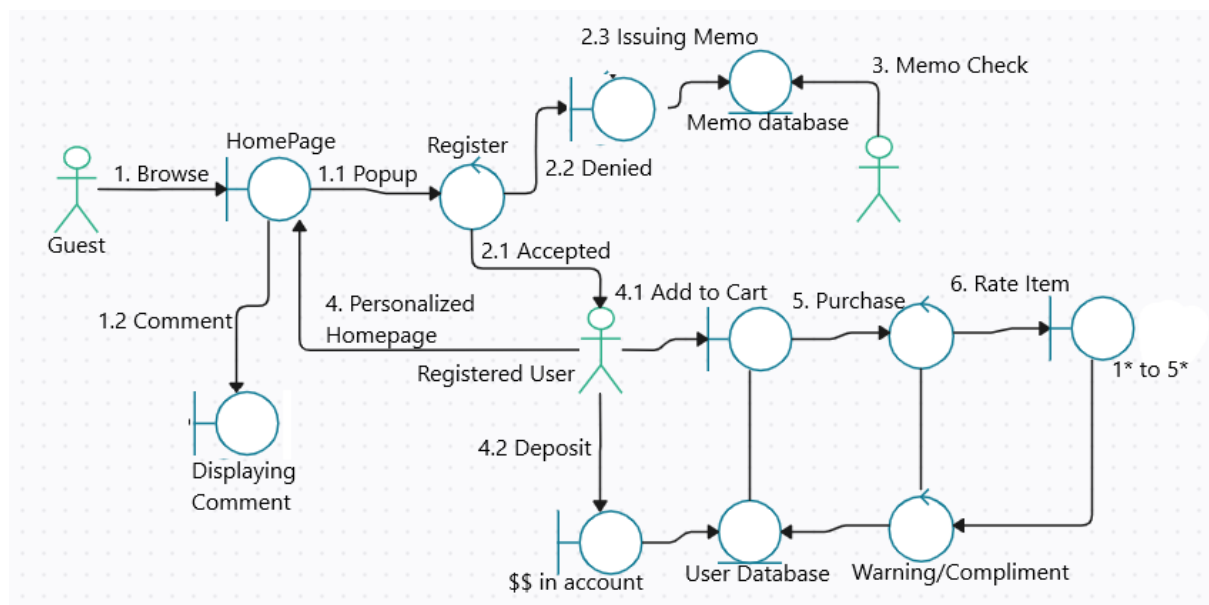 2.3 Issuing Memo
3. Memo Check
Memo database
HomePage
Register
1. Browse
1.1 Popup
2.2 Denied
Guest
2.1 Accepted
4. Personalized
Homepage
4.1 Add to Cart
5. Purchase
6. Rate Item
1.2 Comment
Registered User
1* to 5*
4.2 Deposit
Displaying
Comment
$$ in account
User Database
Warning/Compliment